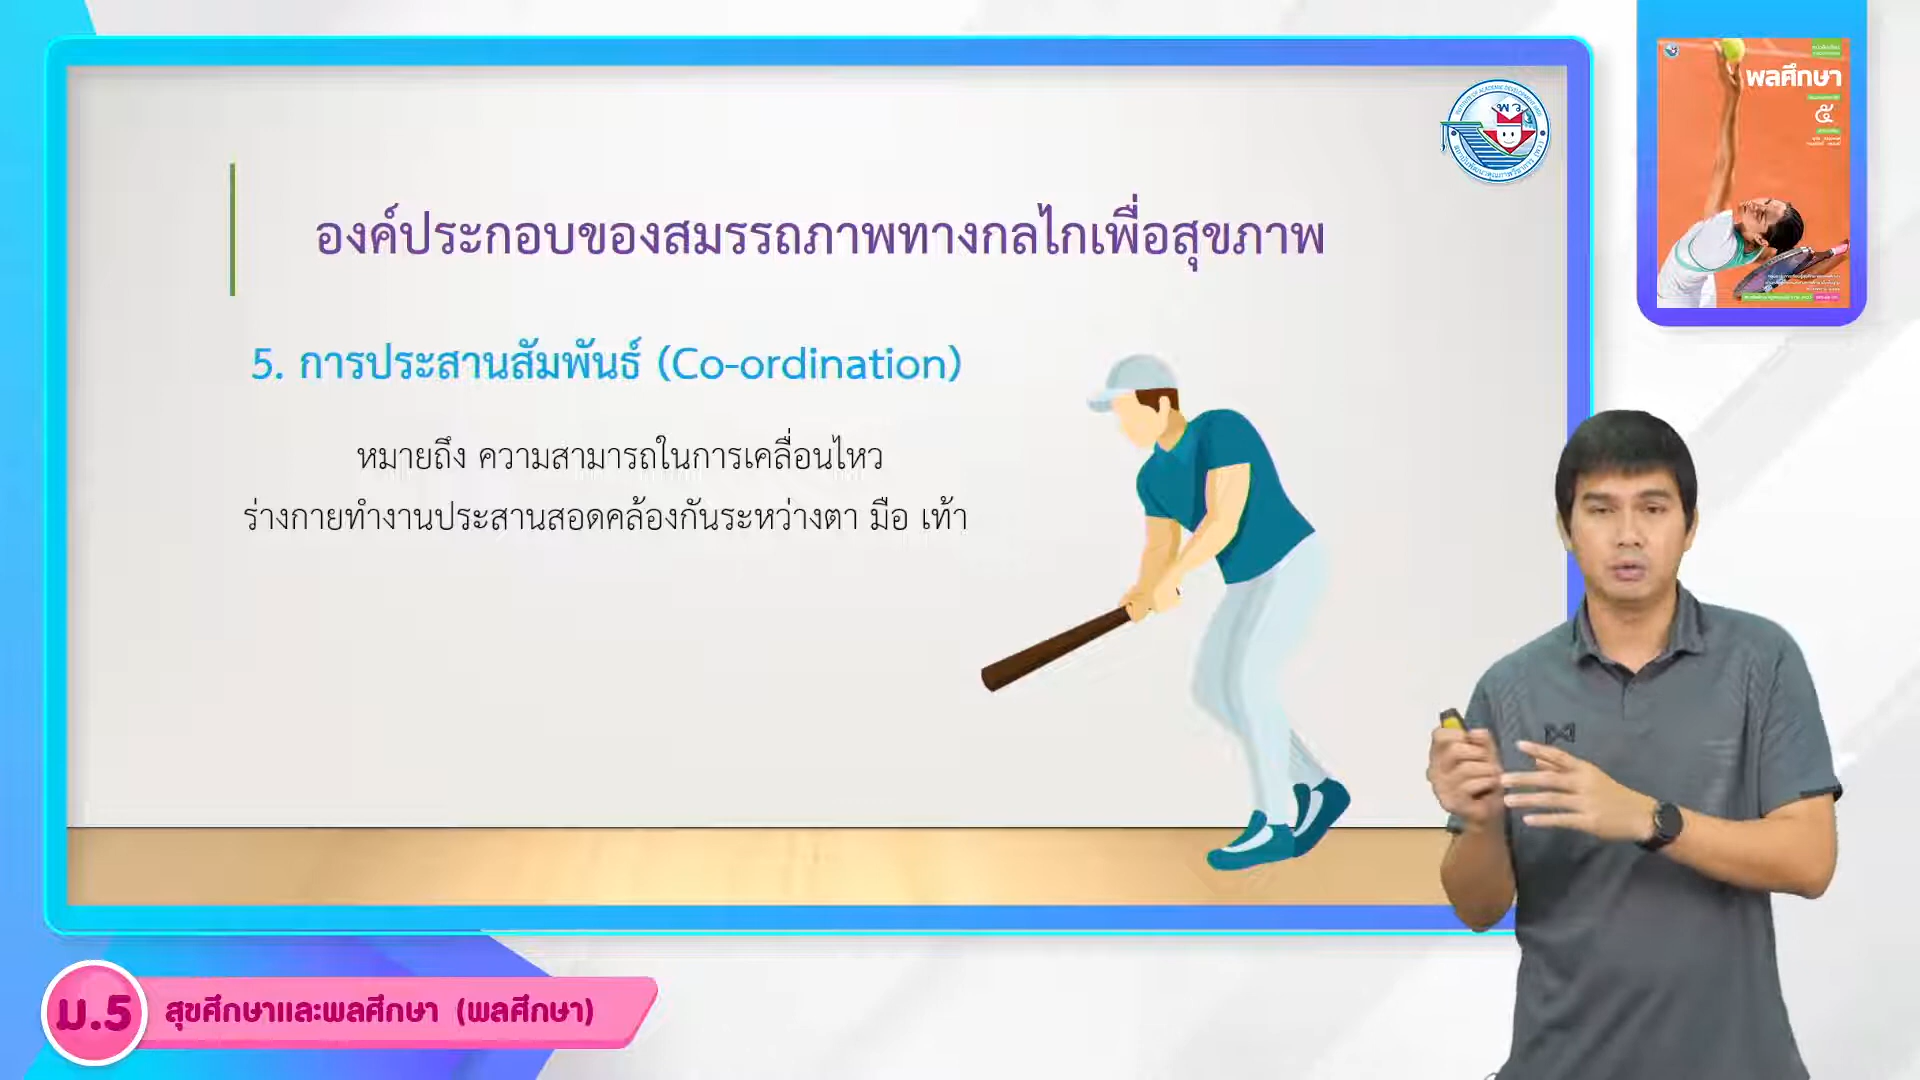 องค์ประกอบของสมรรถภาพทางกลไกเพื่อสุขภาพ
5. การประสานสัมพันธ์ (Co-ordination)
หมายถึง ความสามารถในการเคลื่อนไหว
ร่างกายทำงานประสานสอดคล้องกันระหว่างตา มือ เท้า
พว.
พลศึกษา
๕
ม.5 สุขศึกษาและพลศึกษา (พลศึกษา)